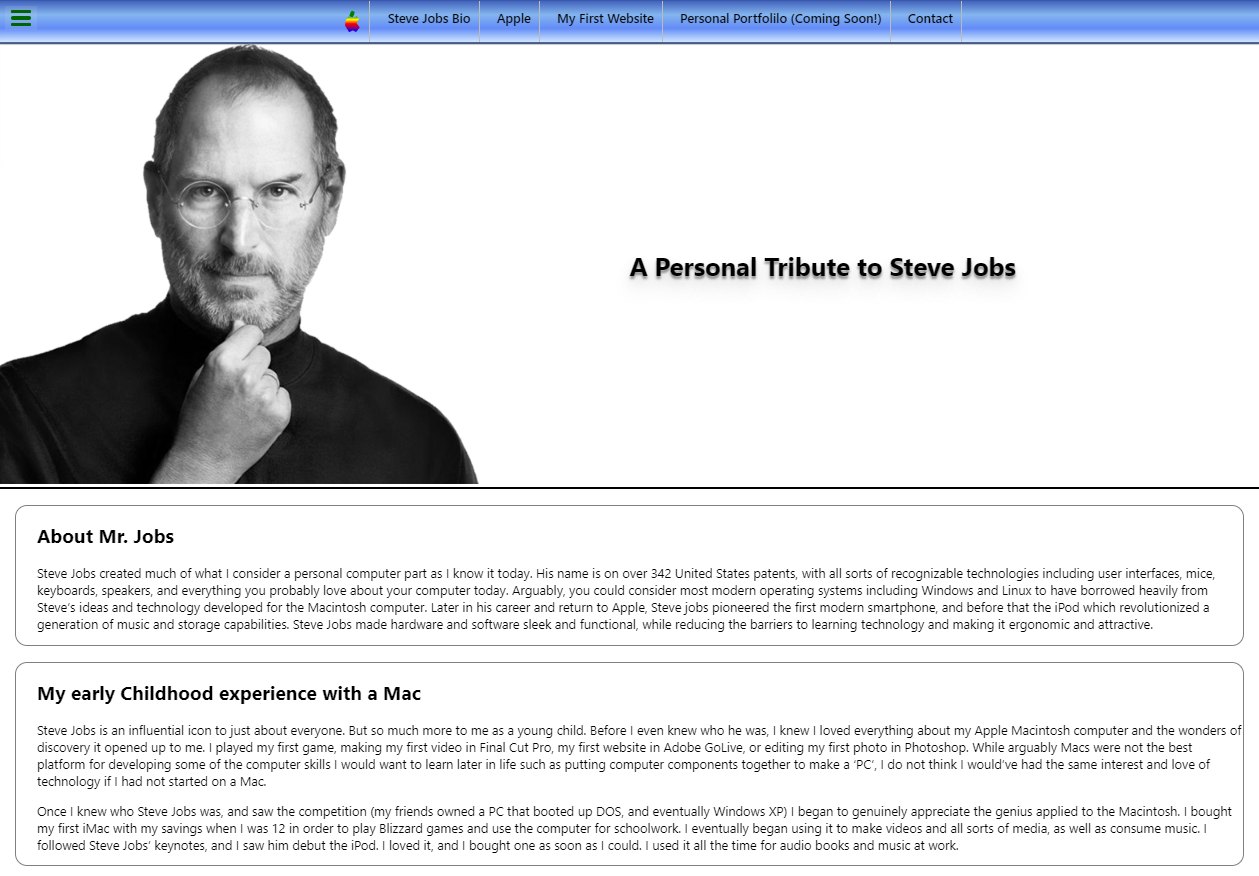 Steve Jobs Bio Apple My First Website Personal Portfolilo (Coming Soon!) Contact
A Personal Tribute to Steve Jobs
About Mr. Jobs
Steve Jobs created much of what I consider a personal computer part as I know it today. His name is on over 342 United States patents, with all sorts of recognizable technologies including user interfaces, mice,
keyboards, speakers, and everything you probably love about your computer today. Arguably, you could consider most modern operating systems including Windows and Linux to have borrowed heavily from
Steve’s ideas and technology developed for the Macintosh computer. Later in his career and return to Apple, Steve jobs pioneered the first modern smartphone, and before that the iPod which revolutionized a
generation of music and storage capabilities. Steve Jobs made hardware and software sleek and functional, while reducing the barriers to learning technology and making it ergonomic and attractive.
My early Childhood experience with a Mac
Steve Jobs is an influential icon to just about everyone. But so much more to me as a young child. Before I even knew who he was, I knew I loved everything about my Apple Macintosh computer and the wonders of
discovery it opened up to me. I played my first game, making my first video in Final Cut Pro, my first website in Adobe GoLive, or editing my first photo in Photoshop. While arguably Macs were not the best
platform for developing some of the computer skills I would want to learn later in life such as putting computer components together to make a ‘PC’, I do not think I would’ve had the same interest and love of
technology if I had not started on a Mac.
Once I knew who Steve Jobs was, and saw the competition (my friends owned a PC that booted up DOS, and eventually Windows XP) I began to genuinely appreciate the genius applied to the Macintosh. I bought
my first iMac with my savings when I was 12 in order to play Blizzard games and use the computer for schoolwork. I eventually began using it to make videos and all sorts of media, as well as consume music. I
followed Steve Jobs’ keynotes, and I saw him debut the iPod. I loved it, and I bought one as soon as I could. I used it all the time for audio books and music at work.